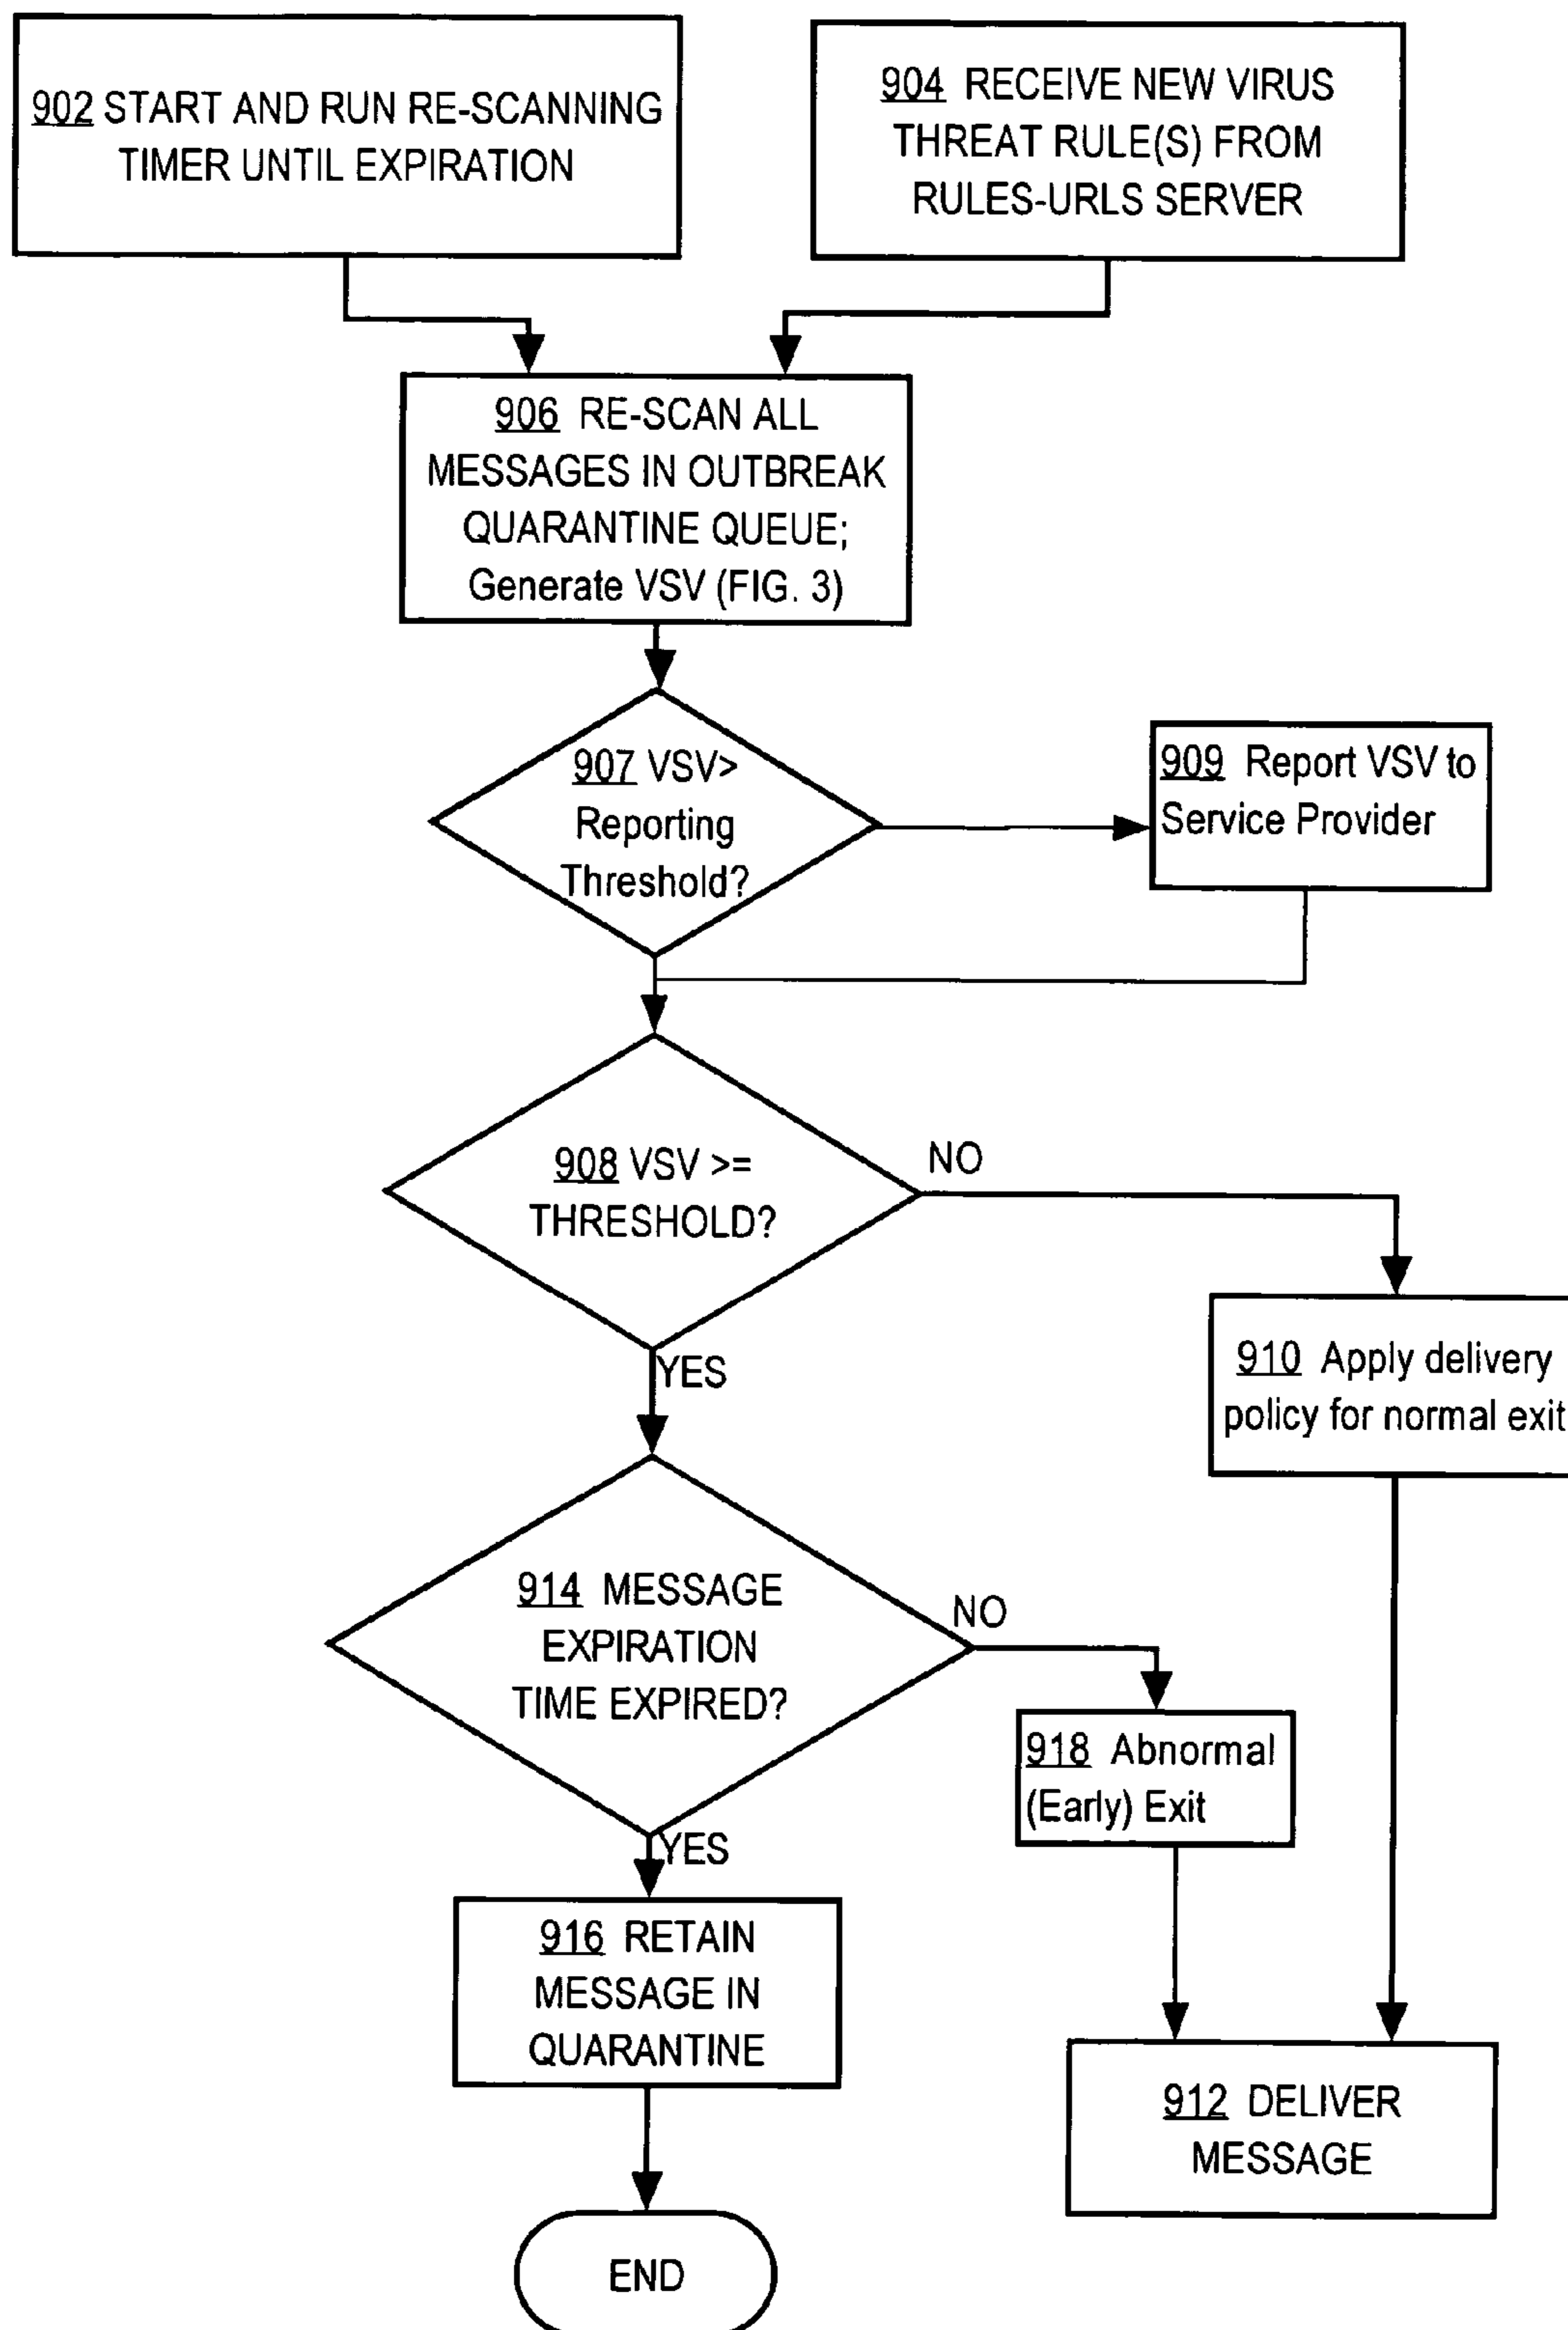 902 START AND RUN RE-SCANNING
TIMER UNTIL EXPIRATION
904 RECEIVE NEW VIRUS
THREAT RULE(S) FROM
RULES-URLS SERVER
906 RE-SCAN ALL
MESSAGES IN OUTBREAK
QUARANTINE QUEUE;
Generate VSV (FIG. 3)
907 VSV>
Reporting
Threshold?
909 Report VSV to
Service Provider
908 VSV >=
THRESHOLD?
NO
YES
910 Apply delivery
policy for normal exit
914 MESSAGE
EXPIRATION
TIME EXPIRED?
NO
YES
918 Abnormal
(Early) Exit
916 RETAIN
MESSAGE IN
QUARANTINE
912 DELIVER
MESSAGE
END